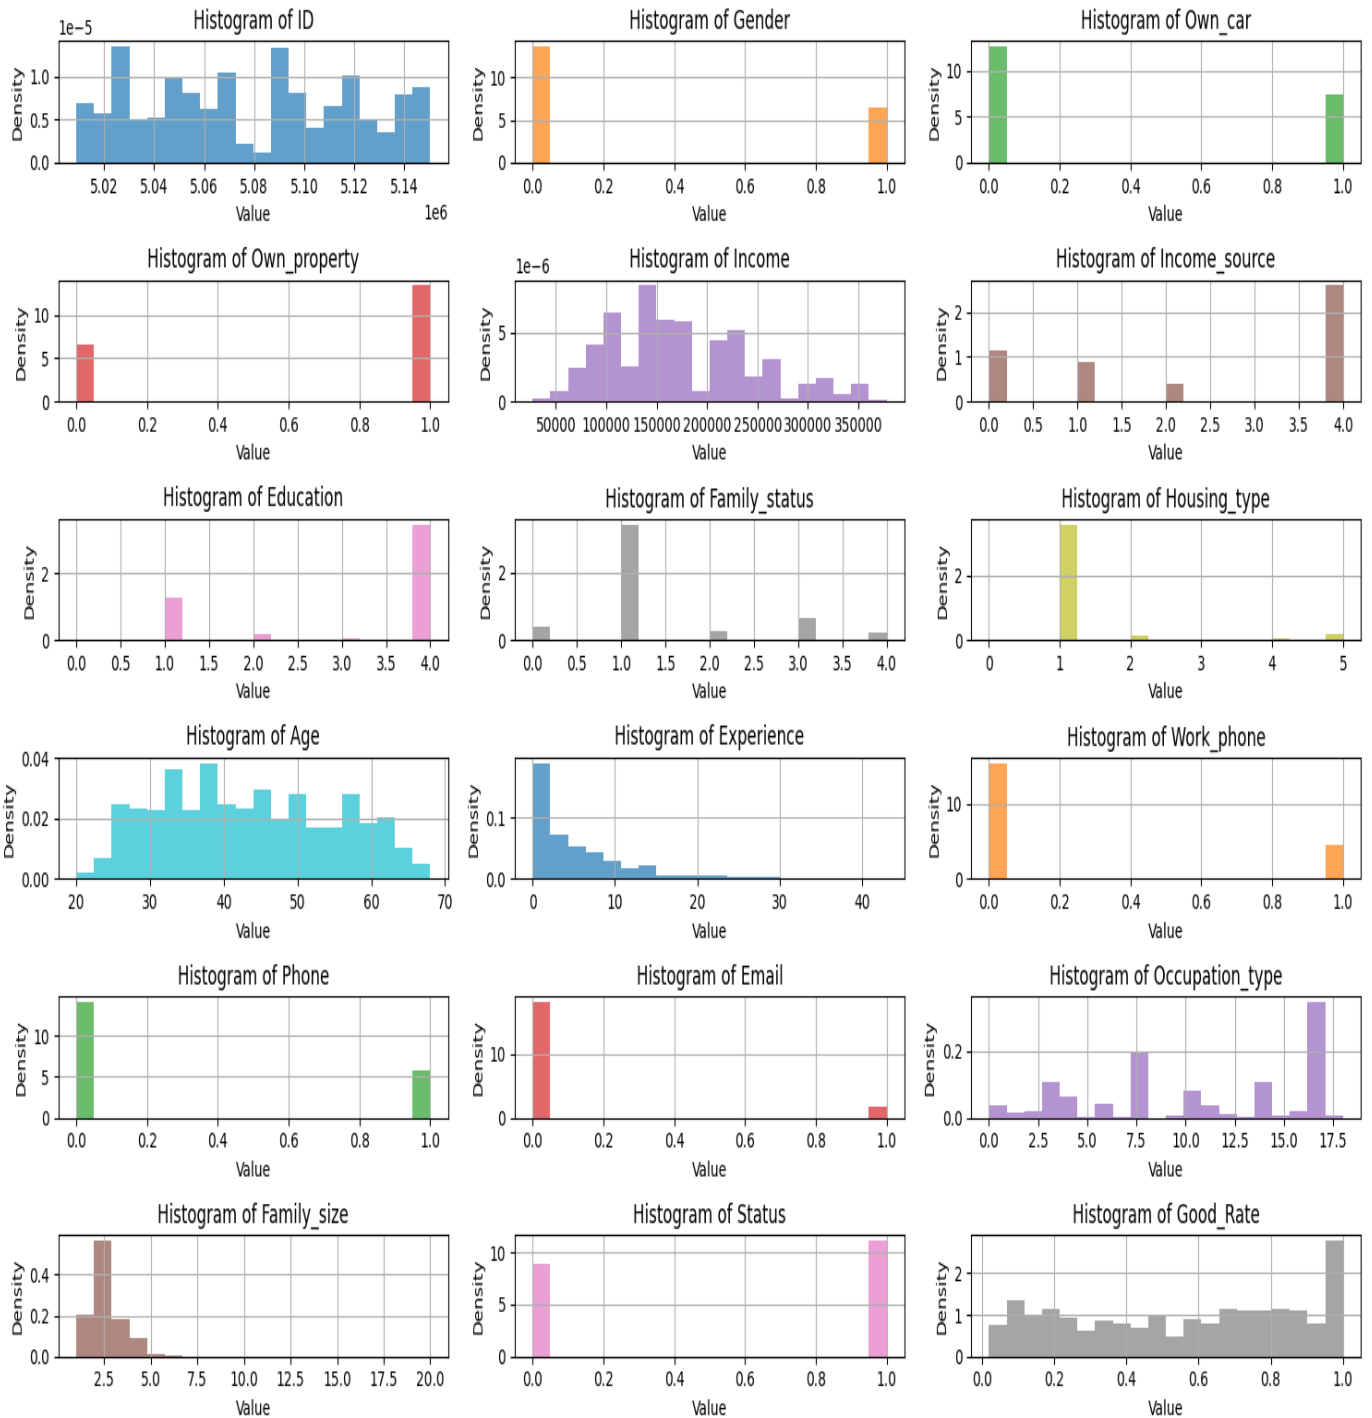 Histogram of ID
1e−5
Density
1.0
0.5
0.0
5.02 5.04 5.06 5.08 5.10 5.12 5.14
1e6
Value
Histogram of Gender
Density
10
5
0
0.0 0.2 0.4 0.6 0.8 1.0
Value
Histogram of Own_car
Density
10
5
0
0.0 0.2 0.4 0.6 0.8 1.0
Value
Histogram of Own_property
Density
10
5
0
0.0 0.2 0.4 0.6 0.8 1.0
Value
Histogram of Income
1e−6
Density
5
0
50000 100000 150000 200000 250000 300000 350000
Value
Histogram of Income_source
Density
2
1
0
0.0 0.5 1.0 1.5 2.0 2.5 3.0 3.5 4.0
Value
Histogram of Education
Density
2
0
0.0 0.5 1.0 1.5 2.0 2.5 3.0 3.5 4.0
Value
Histogram of Family_status
Density
2
0
0.0 0.5 1.0 1.5 2.0 2.5 3.0 3.5 4.0
Value
Histogram of Housing_type
Density
2
0
0 1 2 3 4 5
Value
Histogram of Age
Density
0.04
0.02
0.00
20 30 40 50 60 70
Value
Histogram of Experience
Density
0.1
0.0
0 10 20 30 40
Value
Histogram of Work_phone
Density
10
0
0.0 0.2 0.4 0.6 0.8 1.0
Value
Histogram of Phone
Density
10
5
0
0.0 0.2 0.4 0.6 0.8 1.0
Value
Histogram of Email
Density
10
0
0.0 0.2 0.4 0.6 0.8 1.0
Value
Histogram of Occupation_type
Density
0.2
0.0
0.0 2.5 5.0 7.5 10.0 12.5 15.0 17.5
Value
Histogram of Family_size
Density
0.4
0.2
0.0
2.5 5.0 7.5 10.0 12.5 15.0 17.5 20.0
Value
Histogram of Status
Density
10
5
0
0.0 0.2 0.4 0.6 0.8 1.0
Value
Histogram of Good_Rate
Density
2
1
0
0.0 0.2 0.4 0.6 0.8 1.0
Value